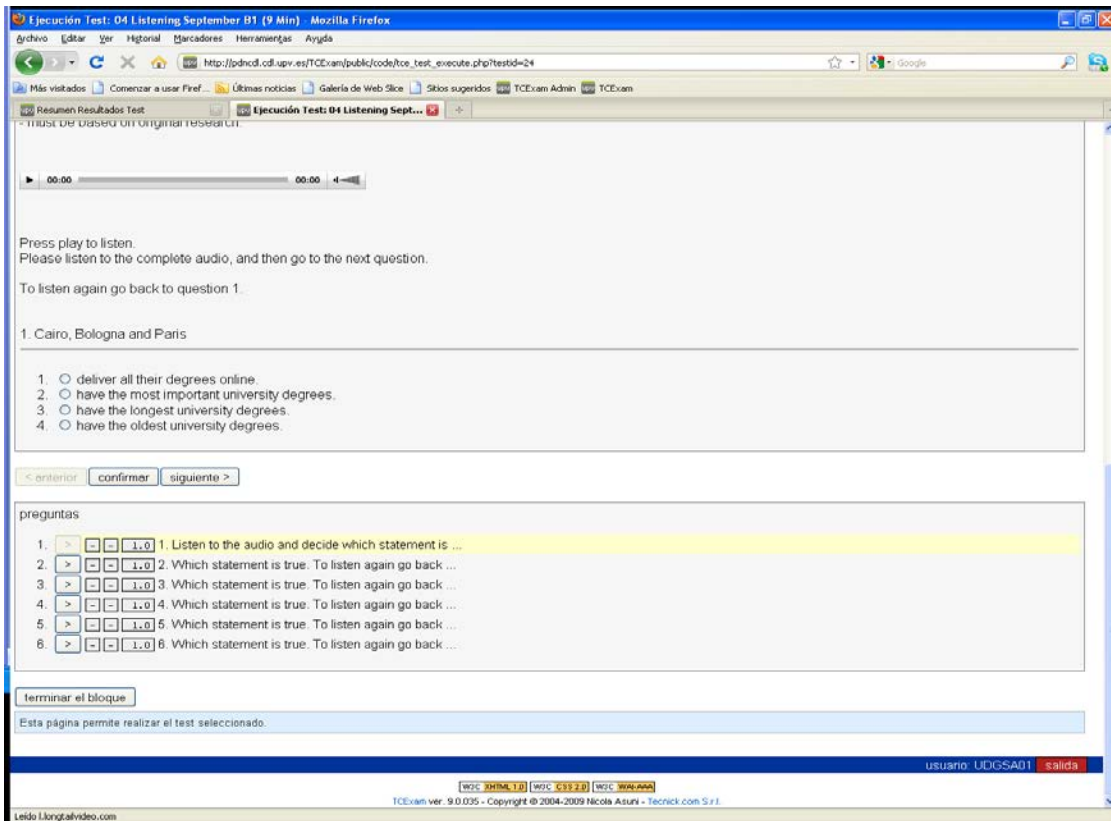 Ejecución Test: 04 Listening September B1 (9 Min) - Mozilla Firefox
Archivo Editar Ver Historial Marcadores Herramientas Ayuda
http://pdncdl.cdl.upv.es/TCExam/public/code/tce_test_execute.php?testid=24 Google
Más visitados Comenzar a usar Firef... Últimas noticias Galería de Web Slice Sitios sugeridos TCExam Admin TCExam
Resumen Resultados Test Ejecución Test: 04 Listening Sept...
- must be based on original research.
00:00 00:00
Press play to listen.
Please listen to the complete audio, and then go to the next question.
To listen again go back to question 1.
1. Cairo, Bologna and Paris
1. deliver all their degrees online.
2. have the most important university degrees.
3. have the longest university degrees.
4. have the oldest university degrees.
< anterior confirmar siguiente >
preguntas
1. > - - 1.0 1. Listen to the audio and decide which statement is ...
2. > - - 1.0 2. Which statement is true. To listen again go back ...
3. > - - 1.0 3. Which statement is true. To listen again go back ...
4. > - - 1.0 4. Which statement is true. To listen again go back ...
5. > - - 1.0 5. Which statement is true. To listen again go back ...
6. > - - 1.0 6. Which statement is true. To listen again go back ...
terminar el bloque
Esta página permite realizar el test seleccionado.
usuario: UDGSA01 salida
W3C XHTML 1.0 W3C CSS 2.0 W3C WAI-AAA
TCExam ver. 9.0.035 - Copyright © 2004-2009 Nicola Asuni - Tecnick.com S.r.l.
Leído l.longtailvideo.com